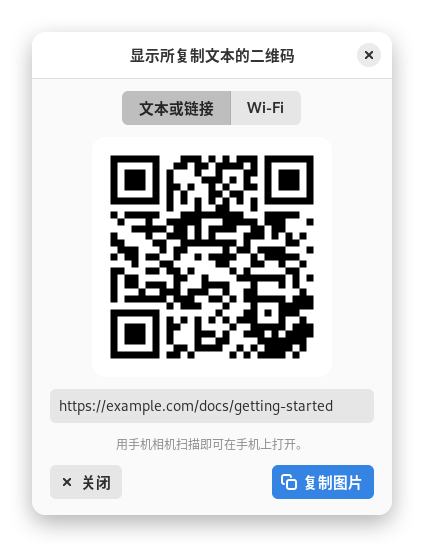 显示所复制文本的二维码
文本或链接
Wi-Fi
https://example.com/docs/getting-started
用手机相机扫描即可在手机上打开。
关闭
复制图片